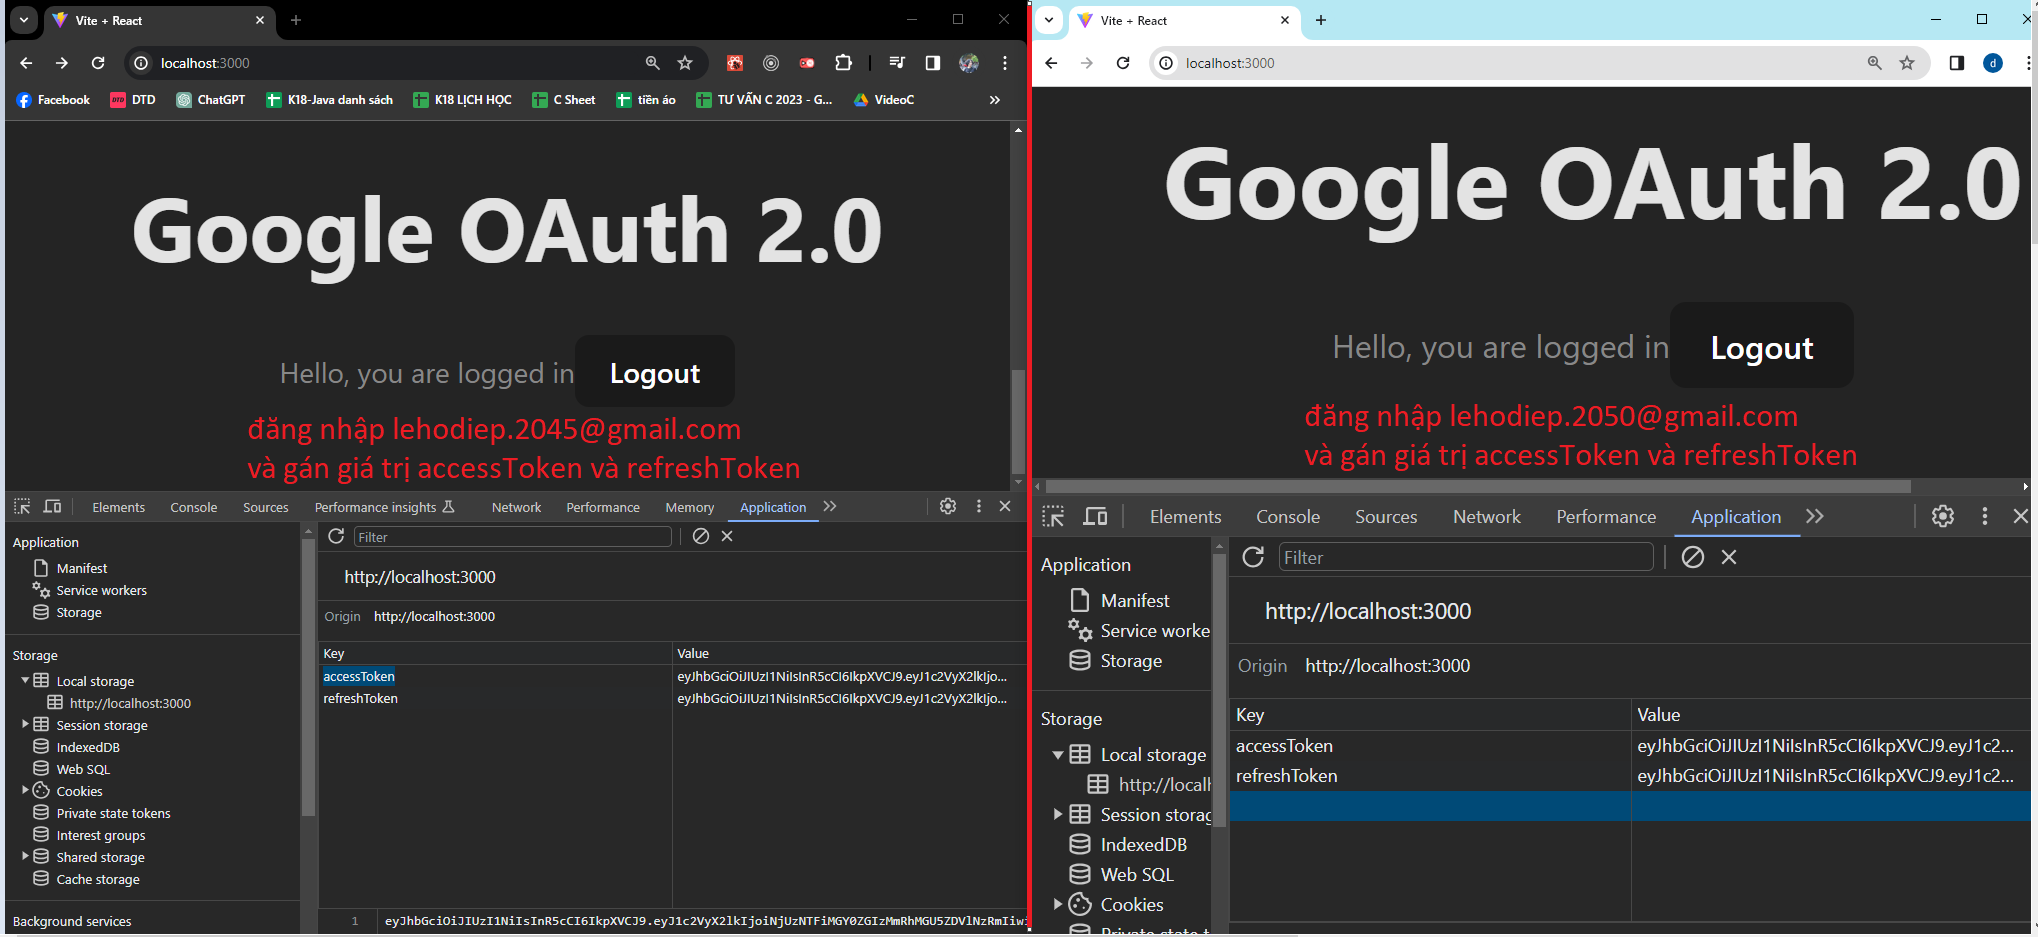 Vite + React
localhost:3000
Facebook
DTD
DTD
ChatGPT
K18-Java danh sách
K18 LỊCH HỌC
C Sheet
tiền áo
TƯ VẤN C 2023 - G...
VideoC
Google OAuth 2.0
Hello, you are logged in
Logout
đăng nhập lehodiep.2045@gmail.com
và gán giá trị accessToken và refreshToken
Elements
Console
Sources
Performance insights
Network
Performance
Memory
Application
Application
Manifest
Service workers
Storage
Storage
Local storage
http://localhost:3000
Session storage
IndexedDB
Web SQL
Cookies
Private state tokens
Interest groups
Shared storage
Cache storage
Background services
Filter
http://localhost:3000
Origin http://localhost:3000
Key Value
accessToken eyJhbGciOiJIUzI1NiIsInR5cCI6IkpXVCJ9.eyJ1c2VyX2lkIjo...
refreshToken eyJhbGciOiJIUzI1NiIsInR5cCI6IkpXVCJ9.eyJ1c2VyX2lkIjo...
1 eyJhbGciOiJIUzI1NiIsInR5cCI6IkpXVCJ9.eyJ1c2VyX2lkIjoiNjUzNTFiMGY0ZGIzMmRhMGU5ZDVlNzRmIiwi
Vite + React
localhost:3000
d
Google OAuth 2.0
Hello, you are logged in
Logout
đăng nhập lehodiep.2050@gmail.com
và gán giá trị accessToken và refreshToken
Elements
Console
Sources
Network
Performance
Application
Application
Manifest
Service worke
Storage
Storage
Local storage
http://localh
Session storag
IndexedDB
Web SQL
Cookies
Private state t
Filter
http://localhost:3000
Origin http://localhost:3000
Key Value
accessToken eyJhbGciOiJIUzI1NiIsInR5cCI6IkpXVCJ9.eyJ1c2...
refreshToken eyJhbGciOiJIUzI1NiIsInR5cCI6IkpXVCJ9.eyJ1c2...